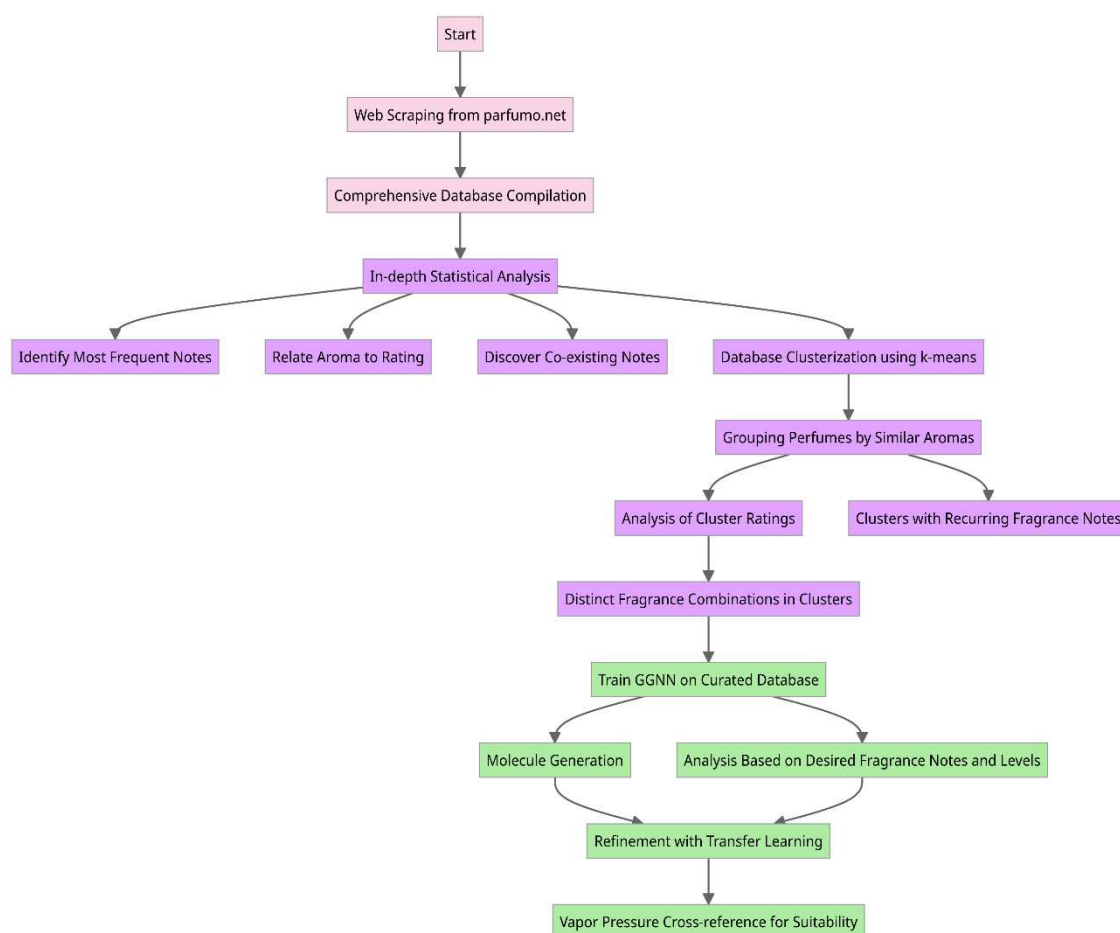 Start
Web Scraping from parfumo.net
Comprehensive Database Compilation
In-depth Statistical Analysis
Identify Most Frequent Notes
Relate Aroma to Rating
Discover Co-existing Notes
Database Clusterization using k-means
Grouping Perfumes by Similar Aromas
Analysis of Cluster Ratings
Clusters with Recurring Fragrance Notes
Distinct Fragrance Combinations in Clusters
Train GGNN on Curated Database
Molecule Generation
Analysis Based on Desired Fragrance Notes and Levels
Refinement with Transfer Learning
Vapor Pressure Cross-reference for Suitability